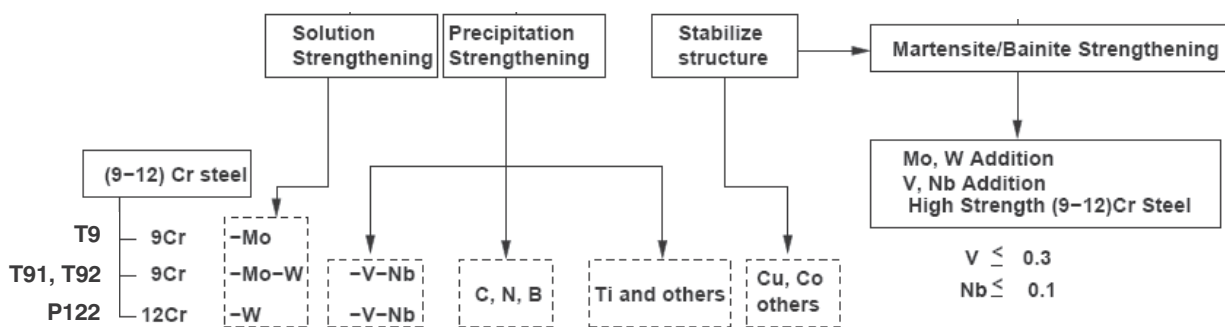 Solution
Strengthening
Precipitation
Strengthening
Stabilize
structure
Martensite/Bainite Strengthening
Mo, W Addition
V, Nb Addition
High Strength (9−12)Cr Steel
V ≤ 0.3
Nb ≤ 0.1
(9−12) Cr steel
T9 9Cr −Mo
T91, T92 9Cr −Mo−W −V−Nb
P122 12Cr −W −V−Nb
C, N, B
Ti and others
Cu, Co
others